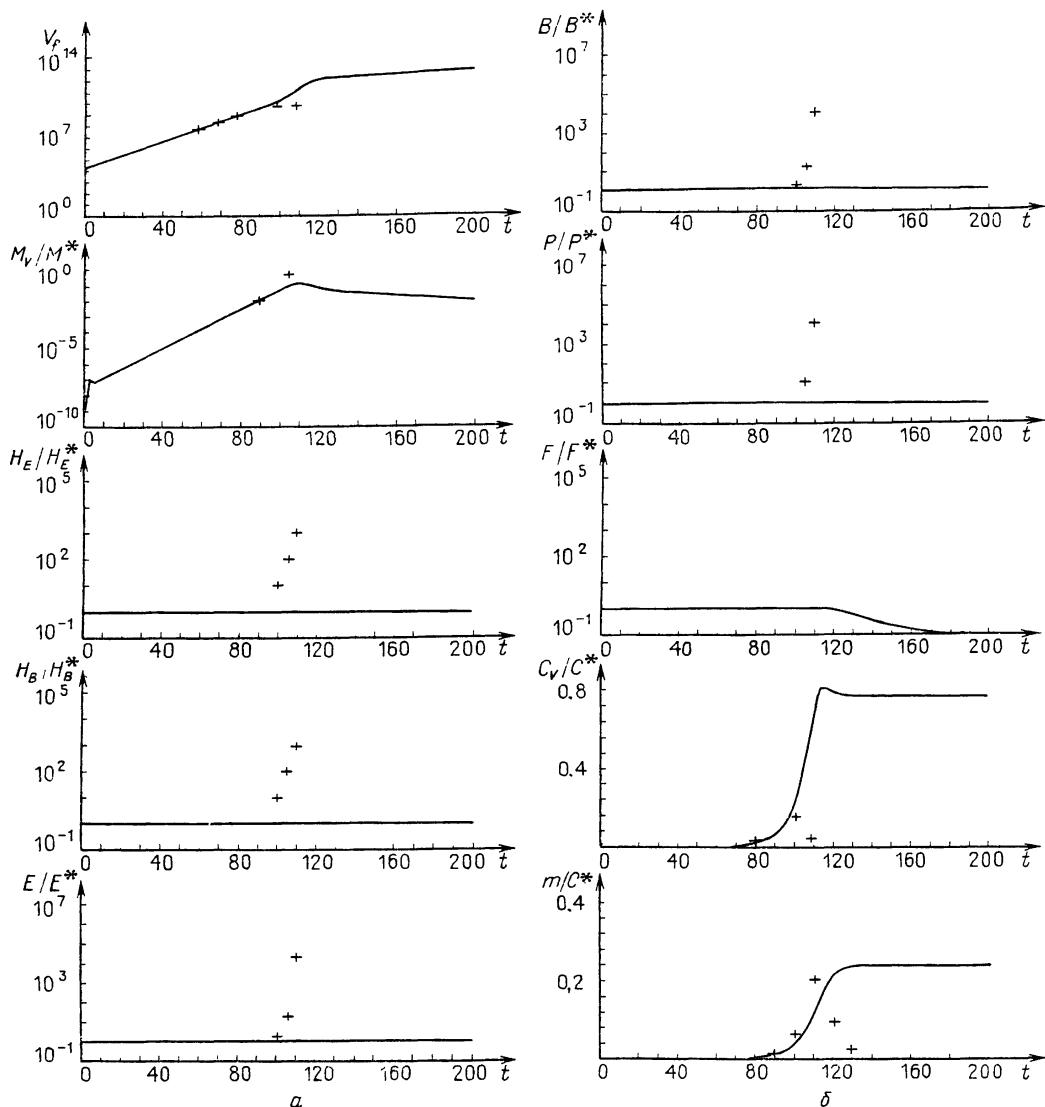 V_f
10^14
10^7
10^0
0 40 80 120 160 200 t
M_V/M*
10^0
10^-5
10^-10
0 40 80 120 160 200 t
H_E/H_E*
10^5
10^2
10^-1
0 40 80 120 160 200 t
H_B/H_B*
10^5
10^2
10^-1
0 40 80 120 160 200 t
E/E*
10^7
10^3
10^-1
0 40 80 120 160 200 t
а
B/B*
10^7
10^3
10^-1
0 40 80 120 160 200 t
P/P*
10^7
10^3
10^-1
0 40 80 120 160 200 t
F/F*
10^5
10^2
10^-1
0 40 80 120 160 200 t
C_V/C*
0.8
0.4
0 40 80 120 160 200 t
m/C*
0.4
0,2
0 40 80 120 160 200 t
б